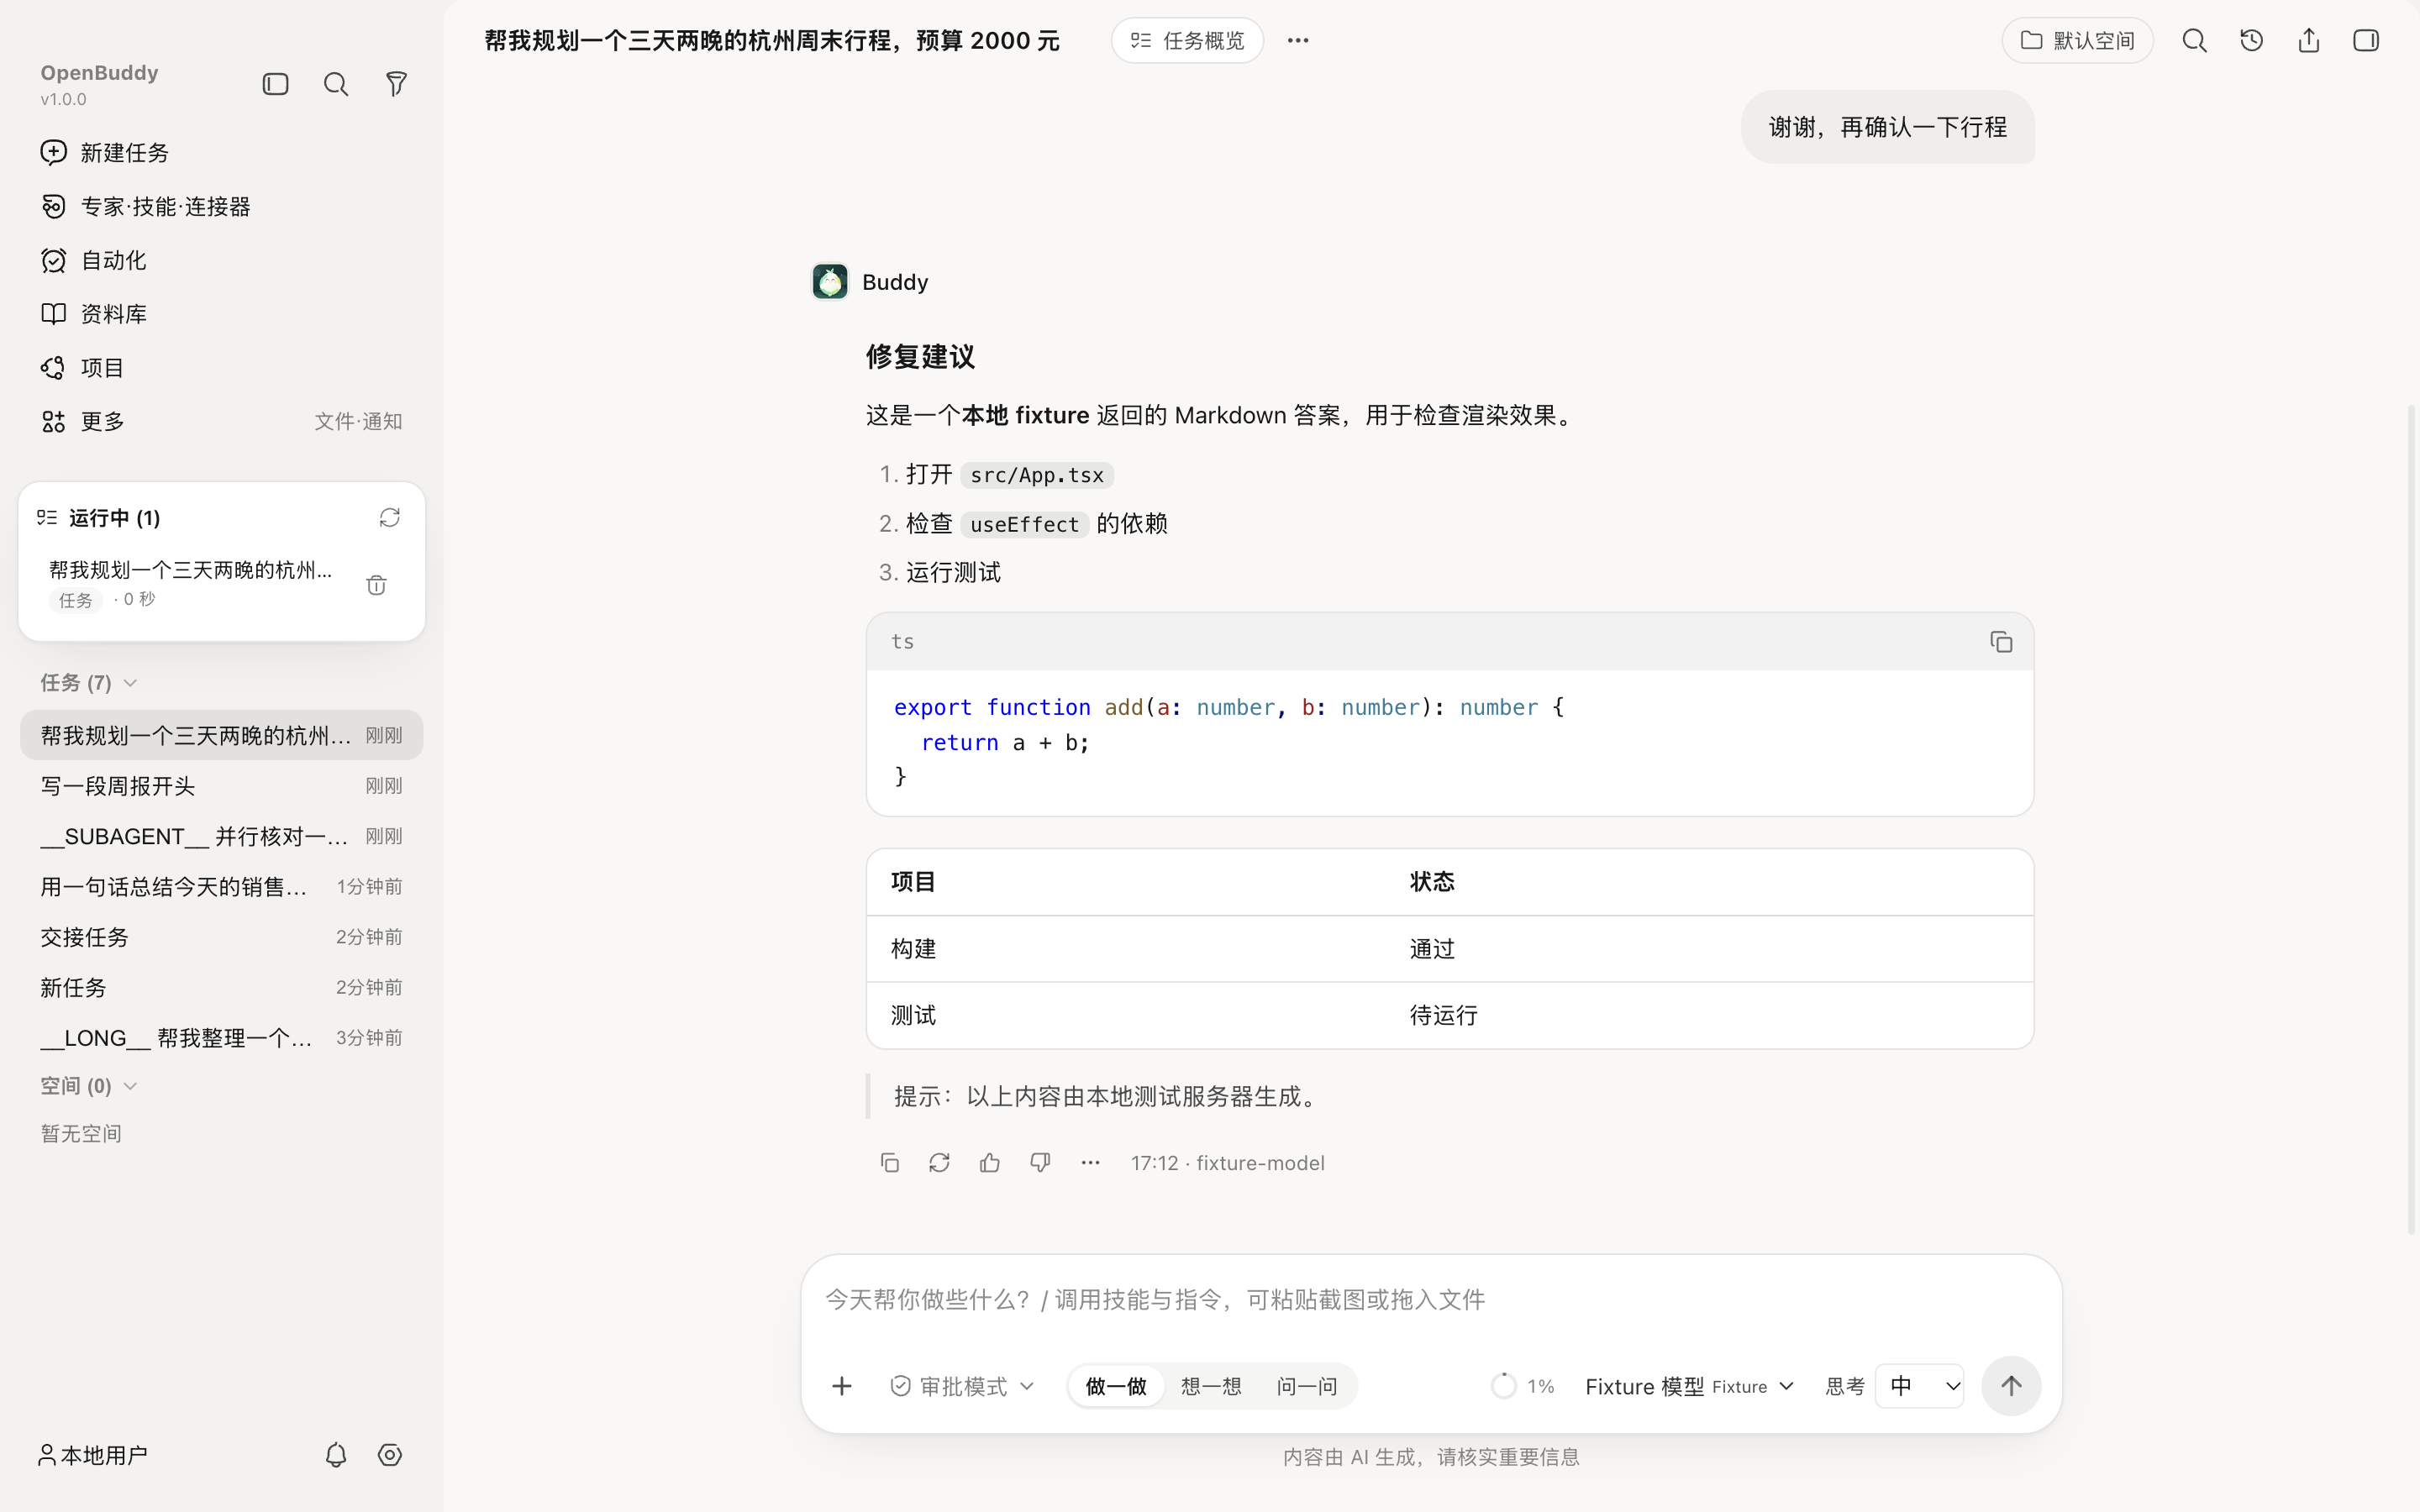 OpenBuddy
v1.0.0
新建任务
专家·技能·连接器
自动化
资料库
项目
更多 文件·通知
运行中 (1)
帮我规划一个三天两晚的杭州...
任务 · 0 秒
任务 (7)
帮我规划一个三天两晚的杭州... 刚刚
写一段周报开头 刚刚
__SUBAGENT__ 并行核对一... 刚刚
用一句话总结今天的销售... 1分钟前
交接任务 2分钟前
新任务 2分钟前
__LONG__ 帮我整理一个... 3分钟前
空间 (0)
暂无空间
本地用户
帮我规划一个三天两晚的杭州周末行程，预算 2000 元 任务概览 默认空间
谢谢，再确认一下行程
Buddy
修复建议
这是一个本地 fixture 返回的 Markdown 答案，用于检查渲染效果。
1. 打开 src/App.tsx
2. 检查 useEffect 的依赖
3. 运行测试
ts
export function add(a: number, b: number): number {
return a + b;
}
项目 状态
构建 通过
测试 待运行
提示：以上内容由本地测试服务器生成。
17:12 · fixture-model
今天帮你做些什么？/ 调用技能与指令，可粘贴截图或拖入文件
审批模式 做一做 想一想 问一问 1% Fixture 模型 Fixture 思考 中
内容由 AI 生成，请核实重要信息